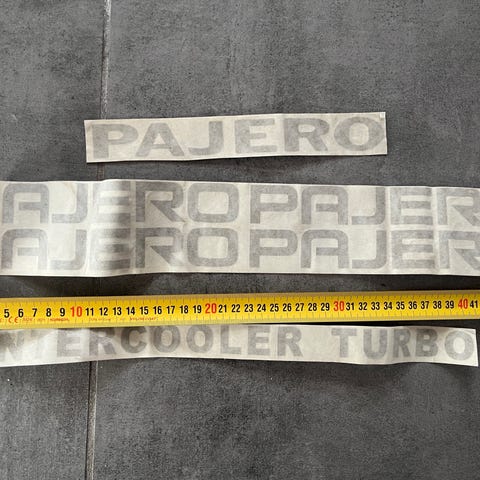 PAJERO
AJEROPAJER
AJEROPAJER
5 6 7 8 9 10 11 12 13 14 15 16 17 18 19 20 21 22 23 24 25 26 27 28 29 30 31 32 33 34 35 36 37 38 39 40 41
NTERCOOLER TURBO